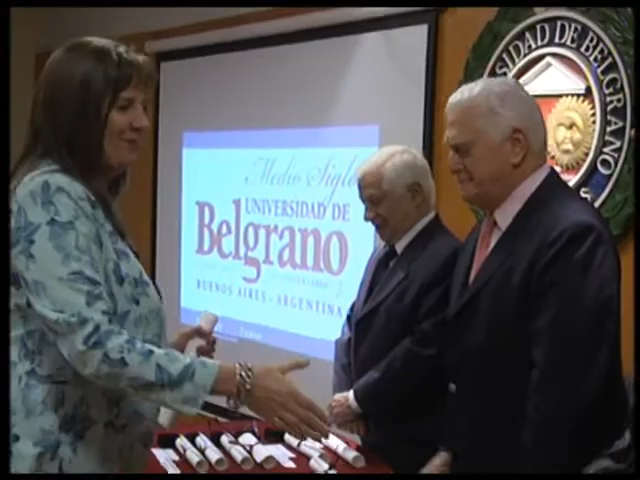 Medio Siglo
UNIVERSIDAD DE
Belgrano
BUENOS AIRES - ARGENTINA
SIDAD DE BELGRANO